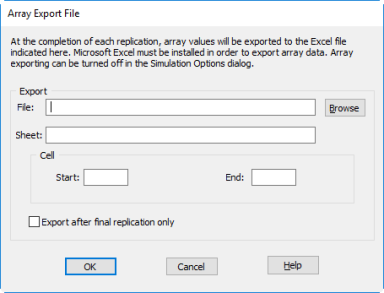 Array Export File
At the completion of each replication, array values will be exported to the Excel file
indicated here. Microsoft Excel must be installed in order to export array data. Array
exporting can be turned off in the Simulation Options dialog.
Export
File:
Browse
Sheet:
Cell
Start:
End:
Export after final replication only
OK
Cancel
Help